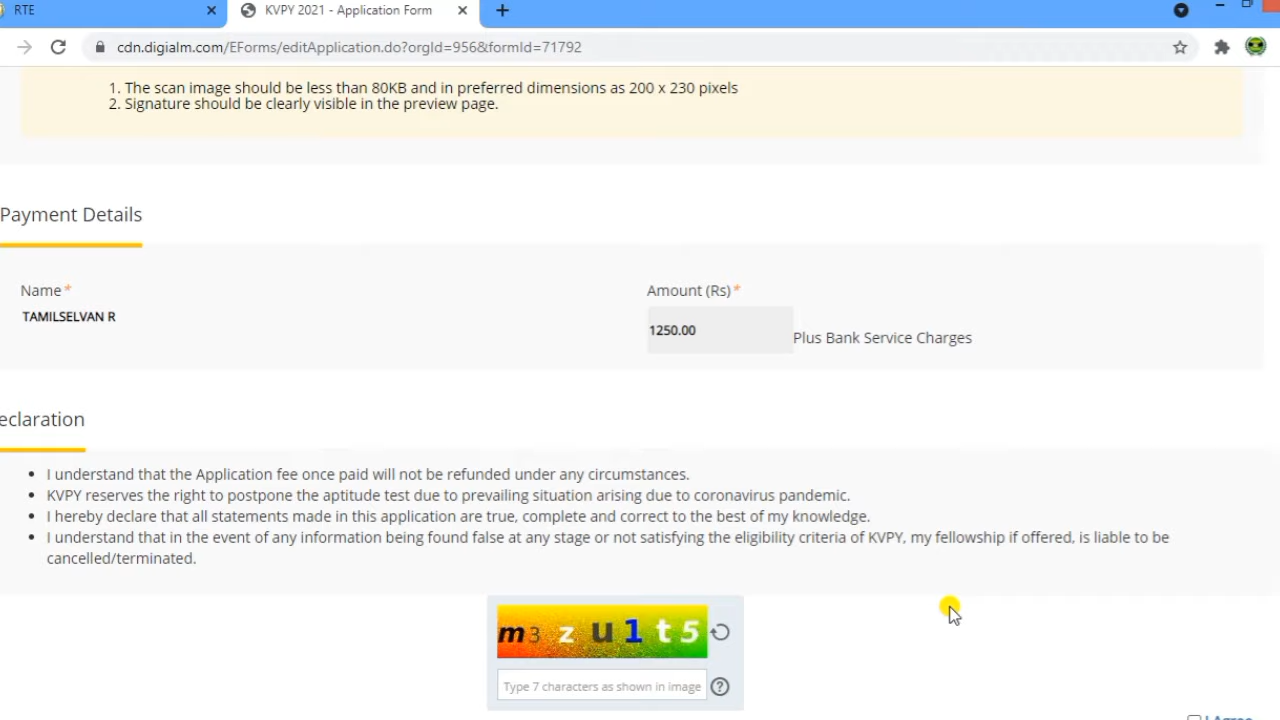 RTE
KVPY 2021 - Application Form
cdn.digialm.com/EForms/editApplication.do?orgId=956&formId=71792
1. The scan image should be less than 80KB and in preferred dimensions as 200 x 230 pixels
2. Signature should be clearly visible in the preview page.
Payment Details
Name*
Amount (Rs)*
TAMILSELVAN R
1250.00
Plus Bank Service Charges
eclaration
• I understand that the Application fee once paid will not be refunded under any circumstances.
• KVPY reserves the right to postpone the aptitude test due to prevailing situation arising due to coronavirus pandemic.
• I hereby declare that all statements made in this application are true, complete and correct to the best of my knowledge.
• I understand that in the event of any information being found false at any stage or not satisfying the eligibility criteria of KVPY, my fellowship if offered, is liable to be
cancelled/terminated.
m3zu1t5
Type 7 characters as shown in image
I Agree